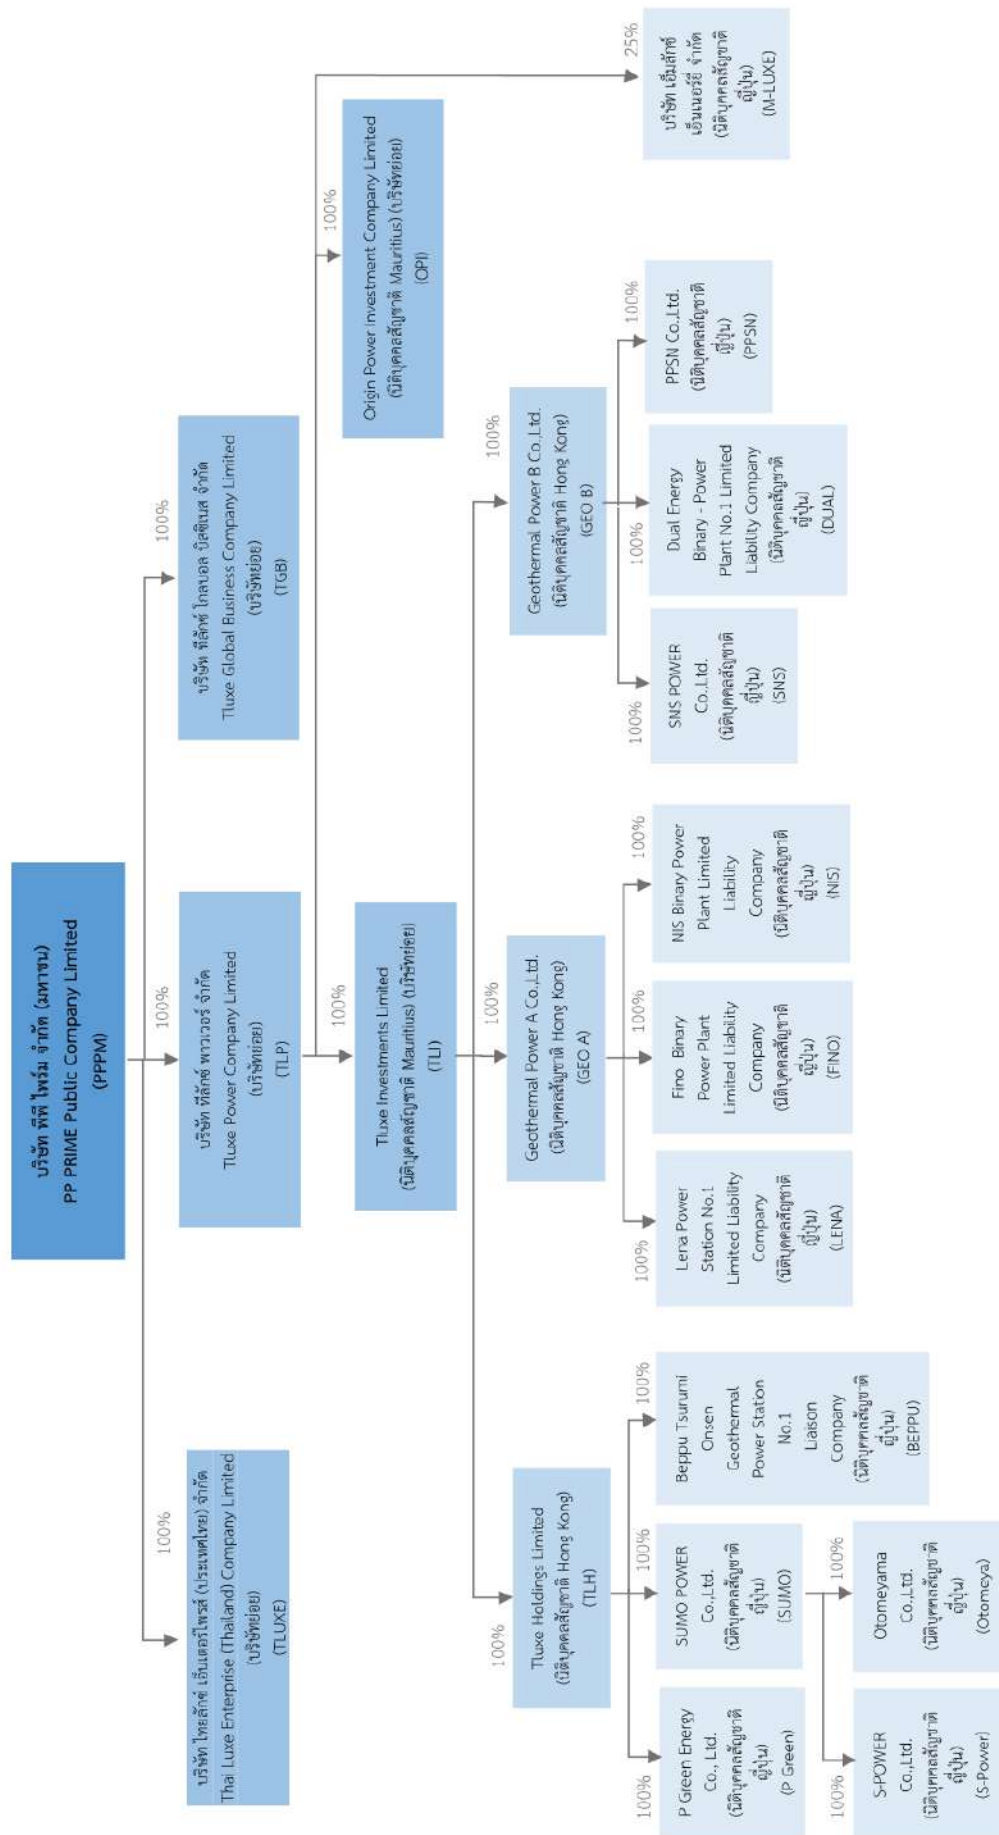 บริษัท พีพี ไพร์ม จำกัด (มหาชน)
PP PRIME Public Company Limited
(PPPM)
100%
บริษัท ไทยลักซ์ เอ็นเตอร์ไพรส์ (ประเทศไทย) จำกัด
Thai Luxe Enterprise (Thailand) Company Limited
(บริษัทย่อย)
(TLUXE)
100%
บริษัท ทีลักซ์ พาวเวอร์ จำกัด
Tluxe Power Company Limited
(บริษัทย่อย)
(TLP)
100%
บริษัท ทีลักซ์ โกลบอล บิสซิเนส จำกัด
Tluxe Global Business Company Limited
(บริษัทย่อย)
(TGB)
100%
Tluxe Investments Limited
(นิติบุคคลสัญชาติ Mauritius) (บริษัทย่อย)
(TLI)
100%
Origin Power Investment Company Limited
(นิติบุคคลสัญชาติ Mauritius) (บริษัทย่อย)
(OPI)
25%
บริษัท เอ็มลักซ์
เอ็นเนอร์ยี่ จำกัด
(นิติบุคคลสัญชาติ
ญี่ปุ่น)
(M-LUXE)
100%
Tluxe Holdings Limited
(นิติบุคคลสัญชาติ Hong Kong)
(TLH)
100%
Geothermal Power A Co.,Ltd.
(นิติบุคคลสัญชาติ Hong Kong)
(GEO A)
100%
Geothermal Power B Co.,Ltd.
(นิติบุคคลสัญชาติ Hong Kong)
(GEO B)
100%
P Green Energy
Co., Ltd.
(นิติบุคคลสัญชาติ
ญี่ปุ่น)
(P Green)
100%
SUMO POWER
Co.,Ltd.
(นิติบุคคลสัญชาติ
ญี่ปุ่น)
(SUMO)
100%
Beppu Tsurumi
Onsen
Geothermal
Power Station
No.1
Liaison
Company
(นิติบุคคลสัญชาติ
ญี่ปุ่น)
(BEPPU)
100%
Lena Power
Station No.1
Limited Liability
Company
(นิติบุคคลสัญชาติ
ญี่ปุ่น)
(LENA)
100%
Fino Binary
Power Plant
Limited Liability
Company
(นิติบุคคลสัญชาติ
ญี่ปุ่น)
(FINO)
100%
NIS Binary Power
Plant Limited
Liability
Company
(นิติบุคคลสัญชาติ
ญี่ปุ่น)
(NIS)
100%
SNS POWER
Co.,Ltd.
(นิติบุคคลสัญชาติ
ญี่ปุ่น)
(SNS)
100%
Dual Energy
Binary - Power
Plant No.1 Limited
Liability Company
(นิติบุคคลสัญชาติ
ญี่ปุ่น)
(DUAL)
100%
PPSN Co.,Ltd.
(นิติบุคคลสัญชาติ
ญี่ปุ่น)
(PPSN)
100%
S-POWER
Co.,Ltd.
(นิติบุคคลสัญชาติ
ญี่ปุ่น)
(S-Power)
100%
Otomeyama
Co.,Ltd.
(นิติบุคคลสัญชาติ
ญี่ปุ่น)
(Otomeya)